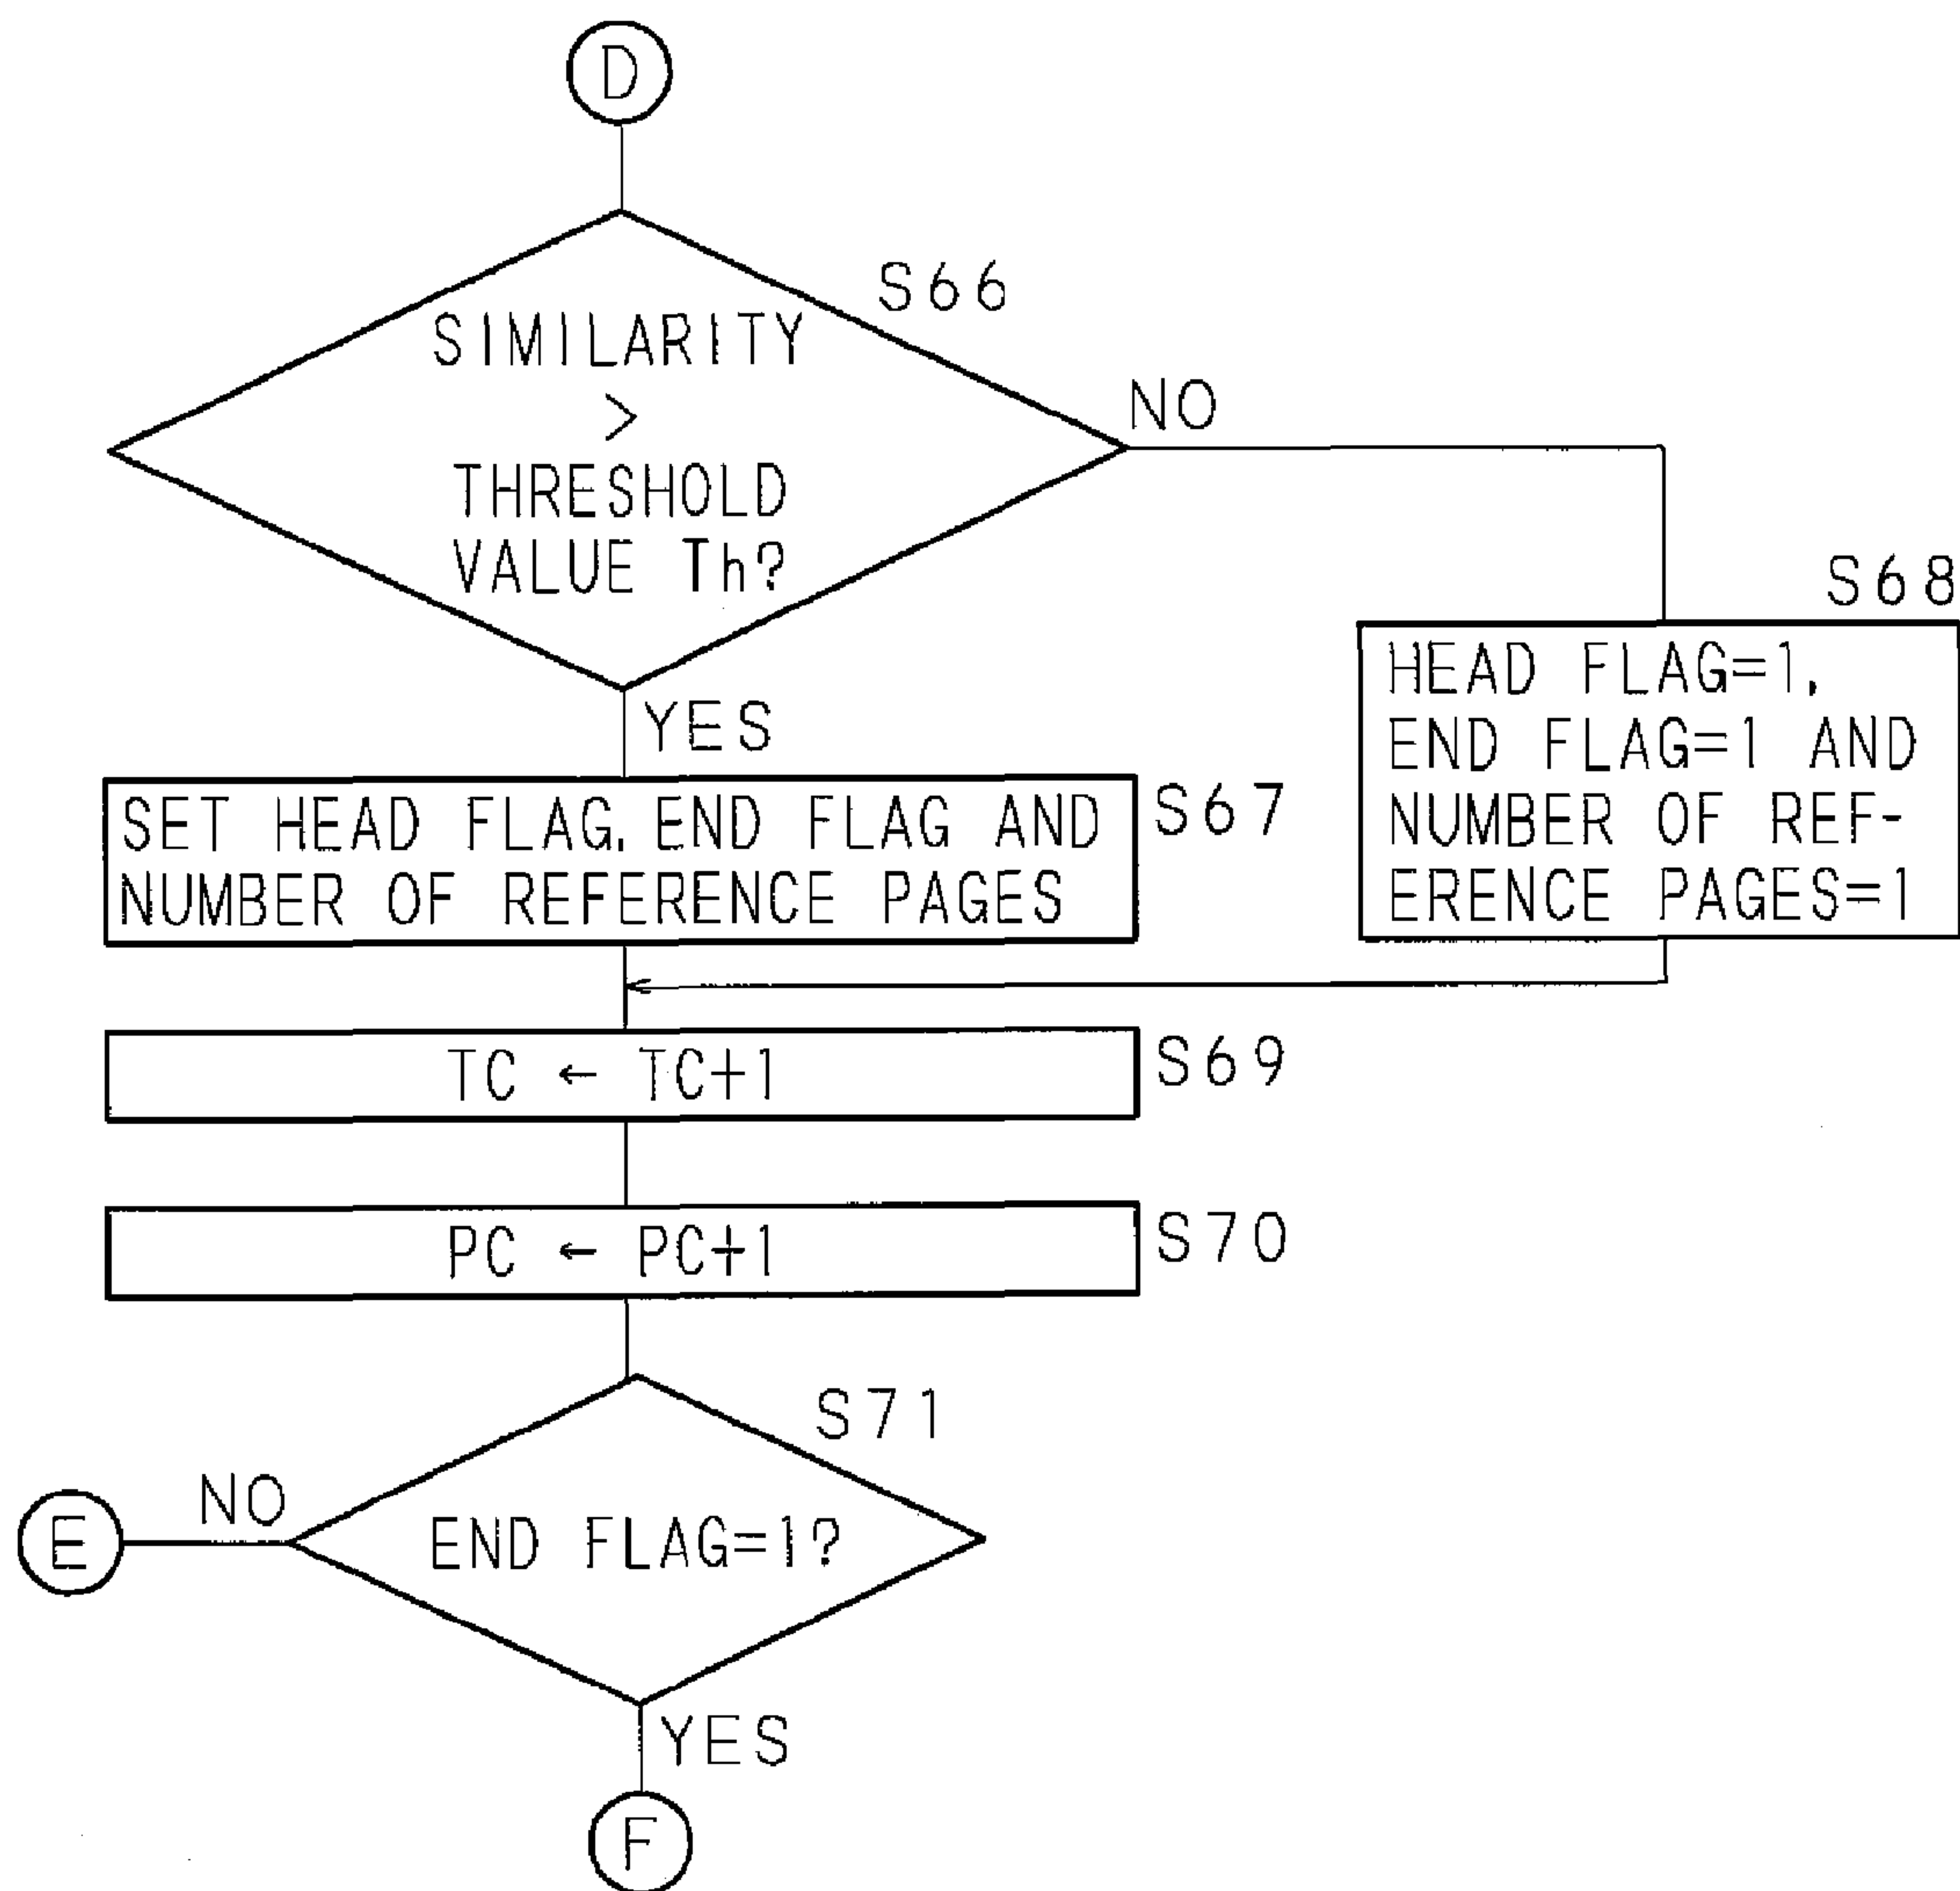 D
S66
SIMILARITY
>
THRESHOLD
VALUE Th?
NO
YES
S68
HEAD FLAG=1,
END FLAG=1 AND
NUMBER OF REF-
ERENCE PAGES=1
SET HEAD FLAG, END FLAG AND
NUMBER OF REFERENCE PAGES
S67
TC ← TC+1
S69
PC ← PC+1
S70
S71
END FLAG=1?
NO
E
YES
F